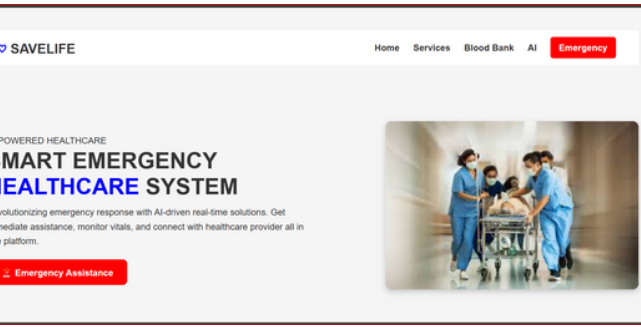 SAVELIFE
Home Services Blood Bank AI Emergency
POWERED HEALTHCARE
MART EMERGENCY
HEALTHCARE SYSTEM
volutionizing emergency response with AI-driven real-time solutions. Get
mediate assistance, monitor vitals, and connect with healthcare provider all in
platform.
Emergency Assistance